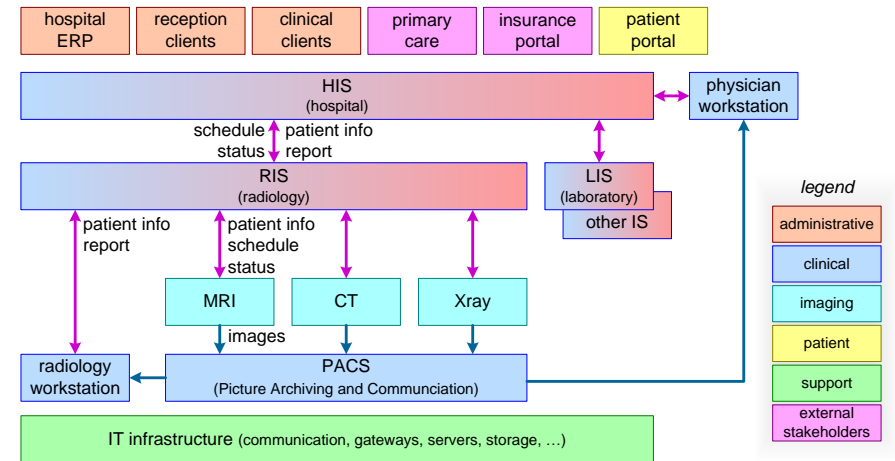 hospital
ERP
reception
clients
clinical
clients
primary
care
insurance
portal
patient
portal
HIS
(hospital)
physician
workstation
schedule
status
patient info
report
RIS
(radiology)
LIS
(laboratory)
other IS
legend
administrative
clinical
imaging
patient
support
external
stakeholders
patient info
report
patient info
schedule
status
MRI
CT
Xray
images
radiology
workstation
PACS
(Picture Archiving and Communciation)
IT infrastructure (communication, gateways, servers, storage, …)